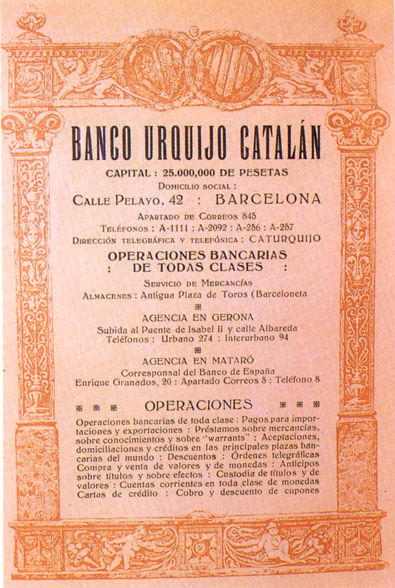 BANCO URQUIJO CATALÁN
CAPITAL : 25.000,000 DE PESETAS
DOMICILIO SOCIAL :
CALLE PELAYO, 42 : BARCELONA
APARTADO DE CORREOS 845
TELÉFONOS : A-1111 : A-2092 : A-256 : A-257
DIRECCIÓN TELEGRÁFICA Y TELEFÓNICA : CATURQUIJO
OPERACIONES BANCARIAS
: DE TODAS CLASES :
SERVICIO DE MERCANCÍAS
ALMACENES : Antigua Plaza de Toros (Barceloneta
AGENCIA EN GERONA
Subida al Puente de Isabel II y calle Albareda
Teléfonos : Urbano 274 : Interurbano 94
AGENCIA EN MATARÓ
Corresponsal del Banco de España
Enrique Granados, 20 : Apartado Correos 5 : Teléfono 8
OPERACIONES
Operaciones bancarias de toda clase : Pagos para impor-
taciones y exportaciones : Préstamos sobre mercancías,
sobre conocimientos y sobre "warrants" : Aceptaciones,
domiciliaciones y créditos en las principales plazas ban-
carias del mundo : Descuentos : Órdenes telegráficas
Compra y venta de valores y de monedas : Anticipos
sobre títulos y sobre efectos : Custodia de títulos y de
valores : Cuentas corrientes en toda clase de monedas
Cartas de crédito : Cobro y descuento de cupones